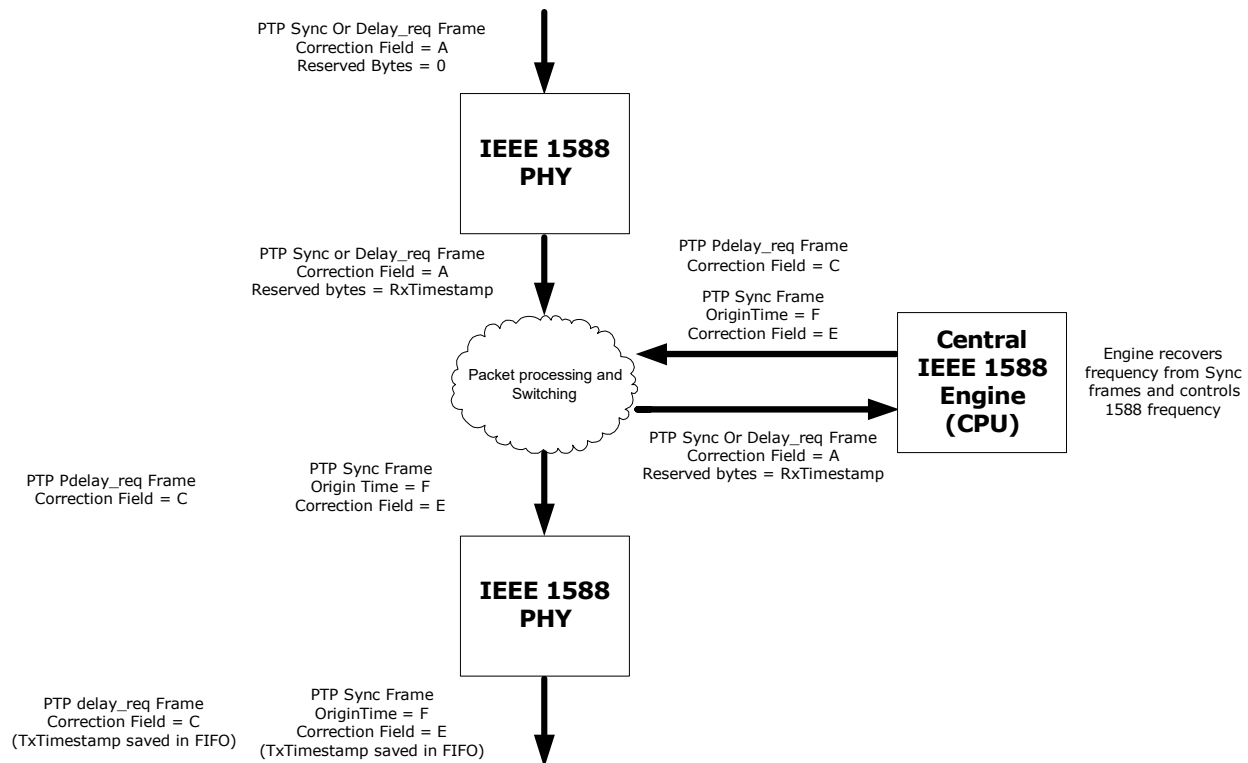 PTP Sync Or Delay_req Frame
Correction Field = A
Reserved Bytes = 0
IEEE 1588
PHY
PTP Sync or Delay_req Frame
Correction Field = A
Reserved bytes = RxTimestamp
PTP Pdelay_req Frame
Correction Field = C
PTP Sync Frame
OriginTime = F
Correction Field = E
Central
IEEE 1588
Engine
(CPU)
Engine recovers
frequency from Sync
frames and controls
1588 frequency
Packet processing and
Switching
PTP Sync Or Delay_req Frame
Correction Field = A
Reserved bytes = RxTimestamp
PTP Pdelay_req Frame
Correction Field = C
PTP Sync Frame
Origin Time = F
Correction Field = E
IEEE 1588
PHY
PTP delay_req Frame
Correction Field = C
(TxTimestamp saved in FIFO)
PTP Sync Frame
OriginTime = F
Correction Field = E
(TxTimestamp saved in FIFO)